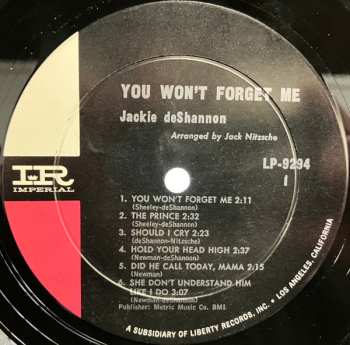 YOU WON'T FORGET ME
Jackie deShannon
Arranged by Jack Nitzsche
LP-9294
1
IR
IMPERIAL
1. YOU WON'T FORGET ME 2:11
(Sheeley-deShannon)
2. THE PRINCE 2:32
(Sheeley-deShannon)
3. SHOULD I CRY 2:23
(deShannon-Nitzsche)
4. HOLD YOUR HEAD HIGH 2:37
(Newman-deShannon)
5. DID HE CALL TODAY, MAMA 2:15
(Newman)
6. SHE DON'T UNDERSTAND HIM
LIKE I DO 3:07
(Newman-deShannon)
Publisher: Metric Music Co. BMI
A SUBSIDIARY OF LIBERTY RECORDS, INC. • LOS ANGELES, CALIFORNIA